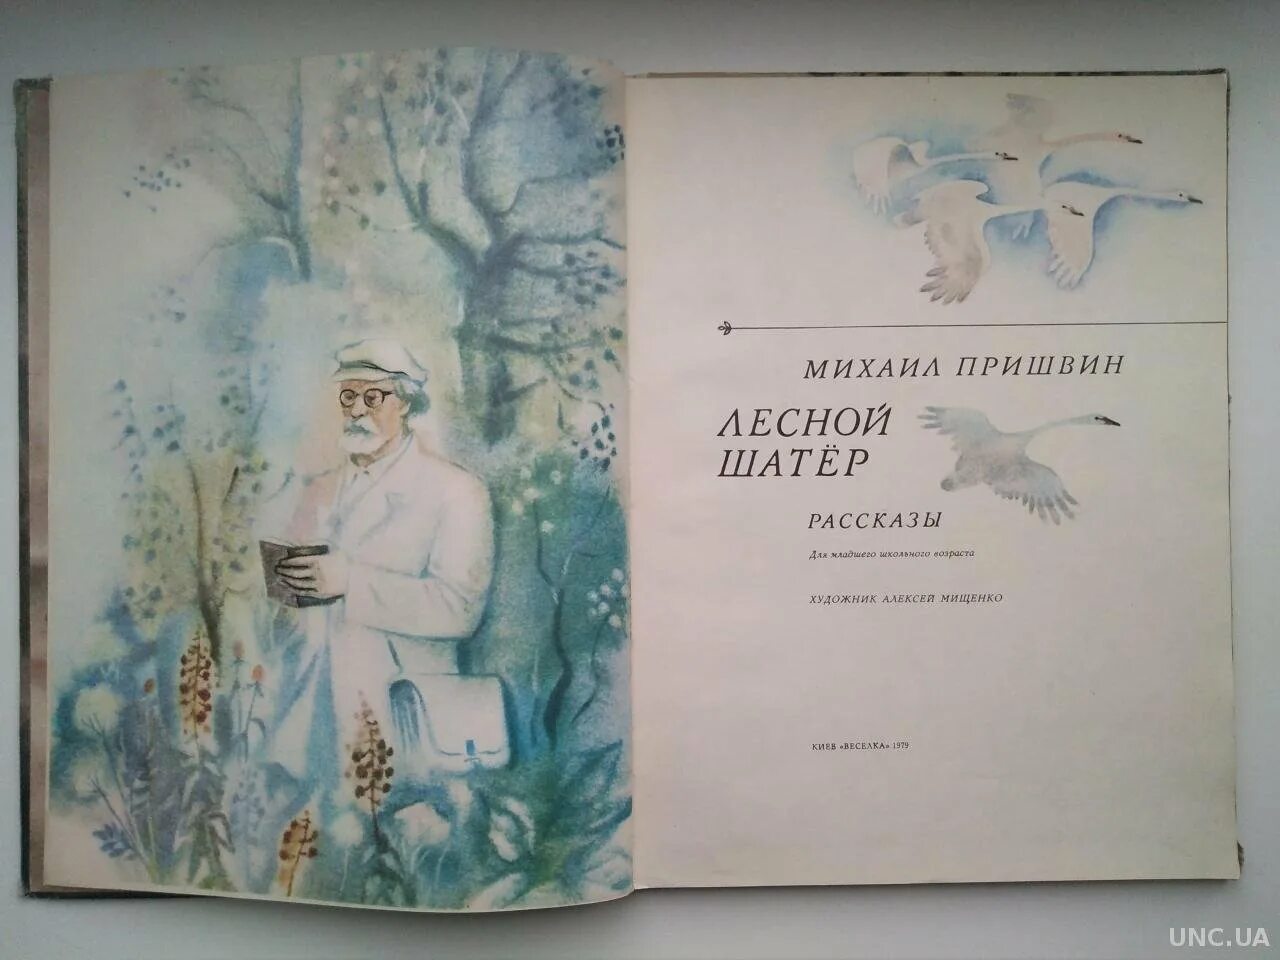 МИХАИЛ ПРИШВИН
ЛЕСНОЙ
ШАТЁР
РАССКАЗЫ
Для младшего школьного возраста
ХУДОЖНИК АЛЕКСЕЙ МИЩЕНКО
КИЕВ «ВЕСЕЛКА» 1979
UNC.UA